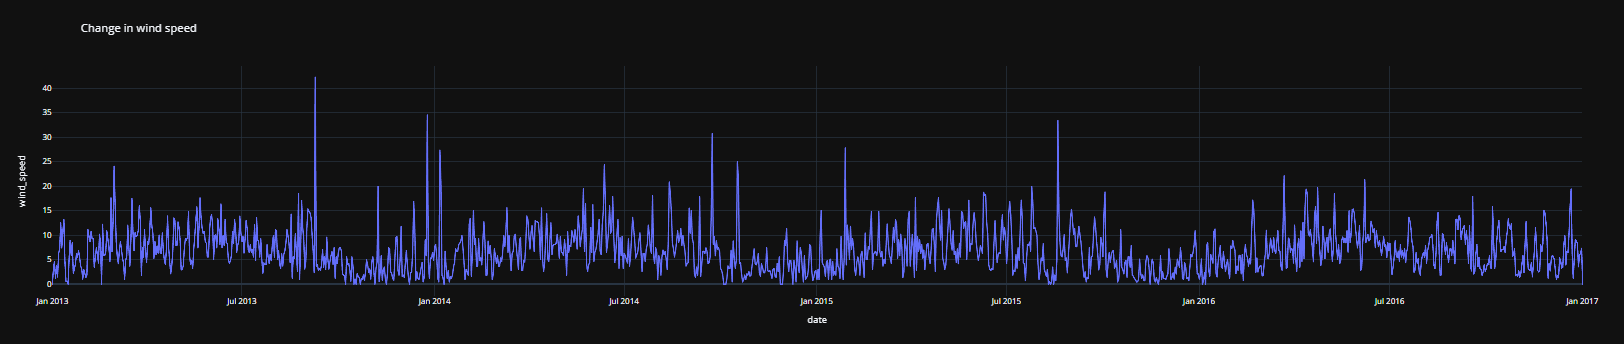 Change in wind speed
wind_speed
40
35
30
25
20
15
10
5
0
Jan 2013
Jul 2013
Jan 2014
Jul 2014
Jan 2015
Jul 2015
Jan 2016
Jul 2016
Jan 2017
date